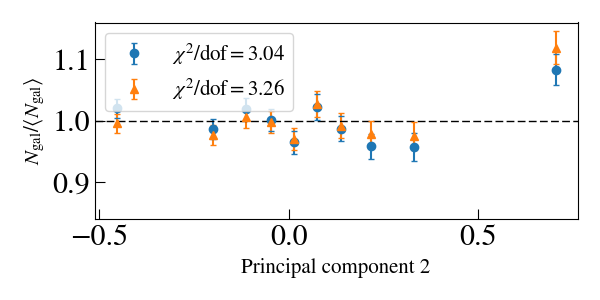 χ²/dof = 3.04
χ²/dof = 3.26
1.1
1.0
0.9
N_gal/⟨N_gal⟩
−0.5
0.0
0.5
Principal component 2